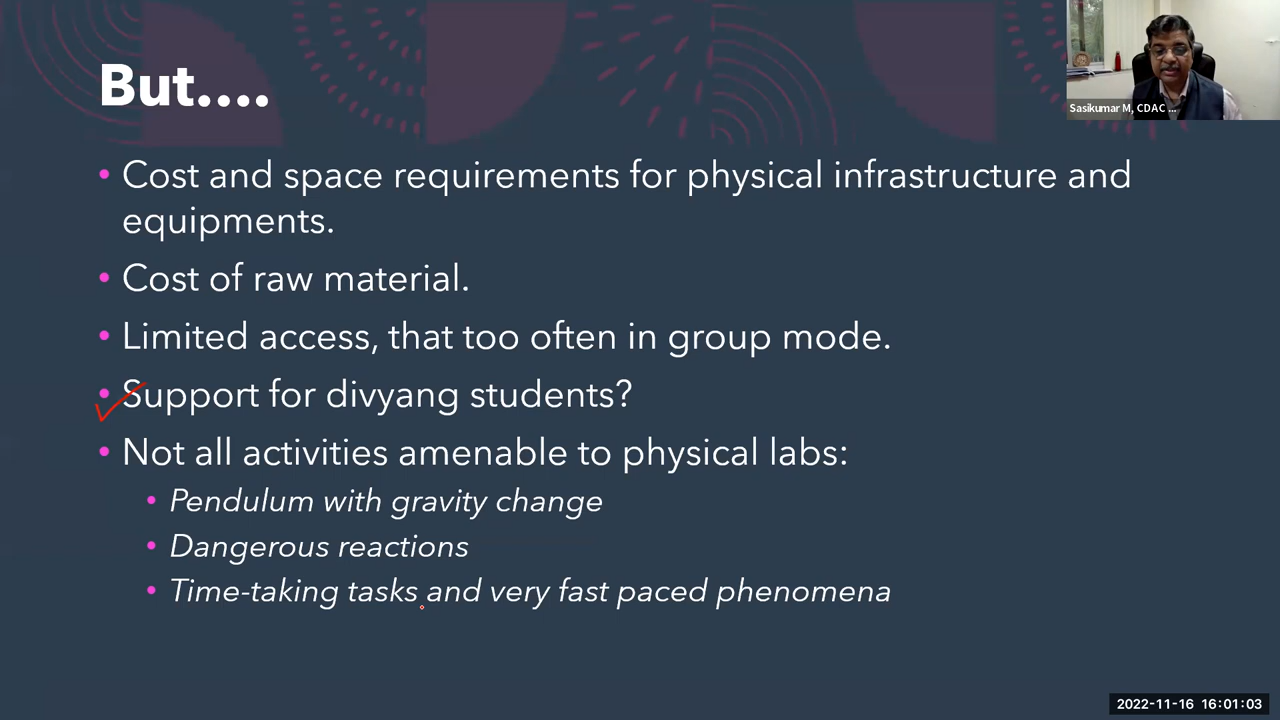 But....
Sasikumar M, CDAC ...
• Cost and space requirements for physical infrastructure and
equipments.
• Cost of raw material.
• Limited access, that too often in group mode.
• Support for divyang students?
• Not all activities amenable to physical labs:
• Pendulum with gravity change
• Dangerous reactions
• Time-taking tasks and very fast paced phenomena
2022-11-16 16:01:03